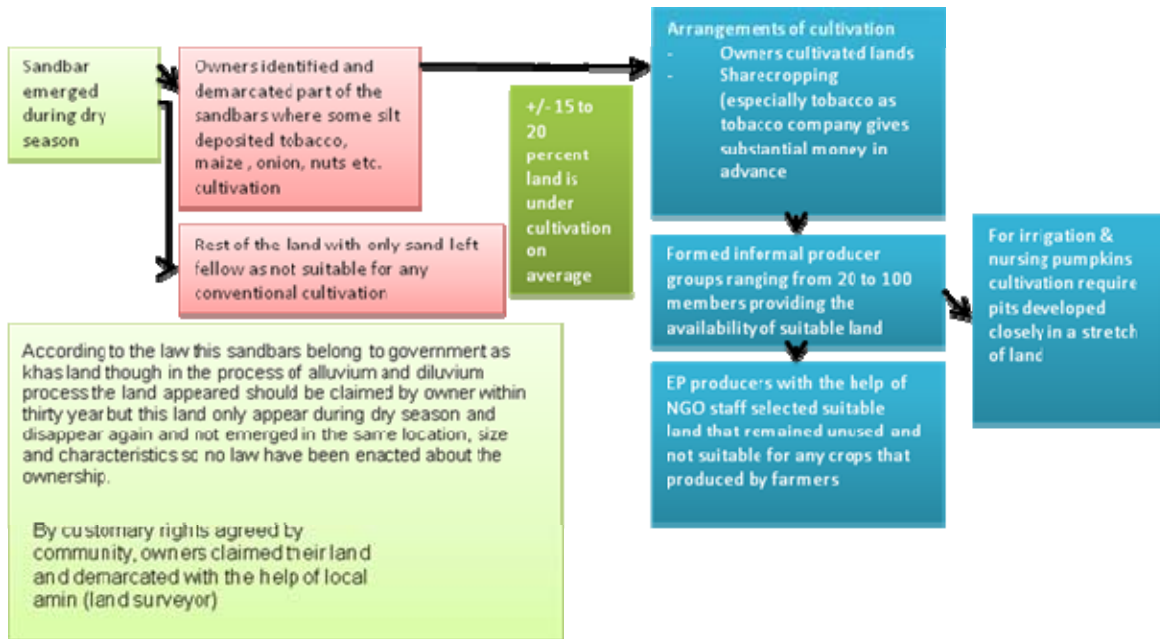 Sandbar
emerged
during dry
season
Owners identified and
demarcated part of the
sandbars where some silt
deposited tobacco,
maize , onion, nuts etc.
cultivation
Rest of the land with only sand left
fellow as not suitable for any
conventional cultivation
+/- 15 to
20
percent
land is
under
cultivation
on
average
Arrangements of cultivation
- Owners cultivated lands
- Sharecropping
(especially tobacco as
tobacco company gives
substantial money in
advance
Formed infermal producer
groups ranging from 20 to 100
members providing the
availability of suitable land
For irrigation &
nursing pumpkins
cultivation require
pits developed
closely in a stretch
of land
EP producers with the help of
NGO staff selected suitable
land that remained unused and
not suitable for any crops that
produced by farmers
According to the law this sandbars belong to government as
khas land though in the process of alluvium and diluvium
process the land appeared should be claimed by owner within
thirty year but this land only appear during dry season and
disappear again and not emerged in the same location, size
and characteristics so no law have been enacted about the
ownership.
By customary rights agreed by
community, owners claimed their land
and demarcated with the help of local
amin (land surveyor)